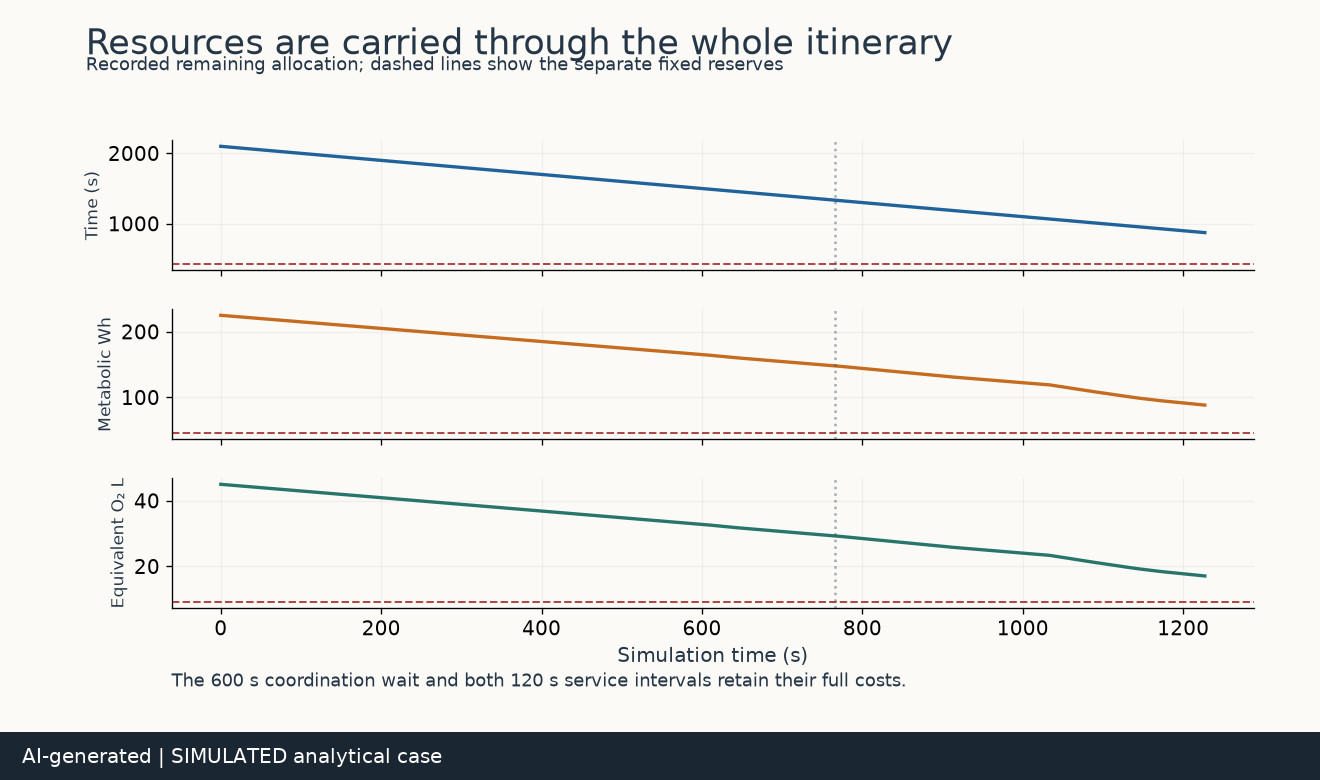 Resources are carried through the whole itinerary
Recorded remaining allocation; dashed lines show the separate fixed reserves
Time (s)
2000
1000
Metabolic Wh
200
100
Equivalent O₂ L
40
20
0 200 400 600 800 1000 1200
Simulation time (s)
The 600 s coordination wait and both 120 s service intervals retain their full costs.
AI-generated | SIMULATED analytical case